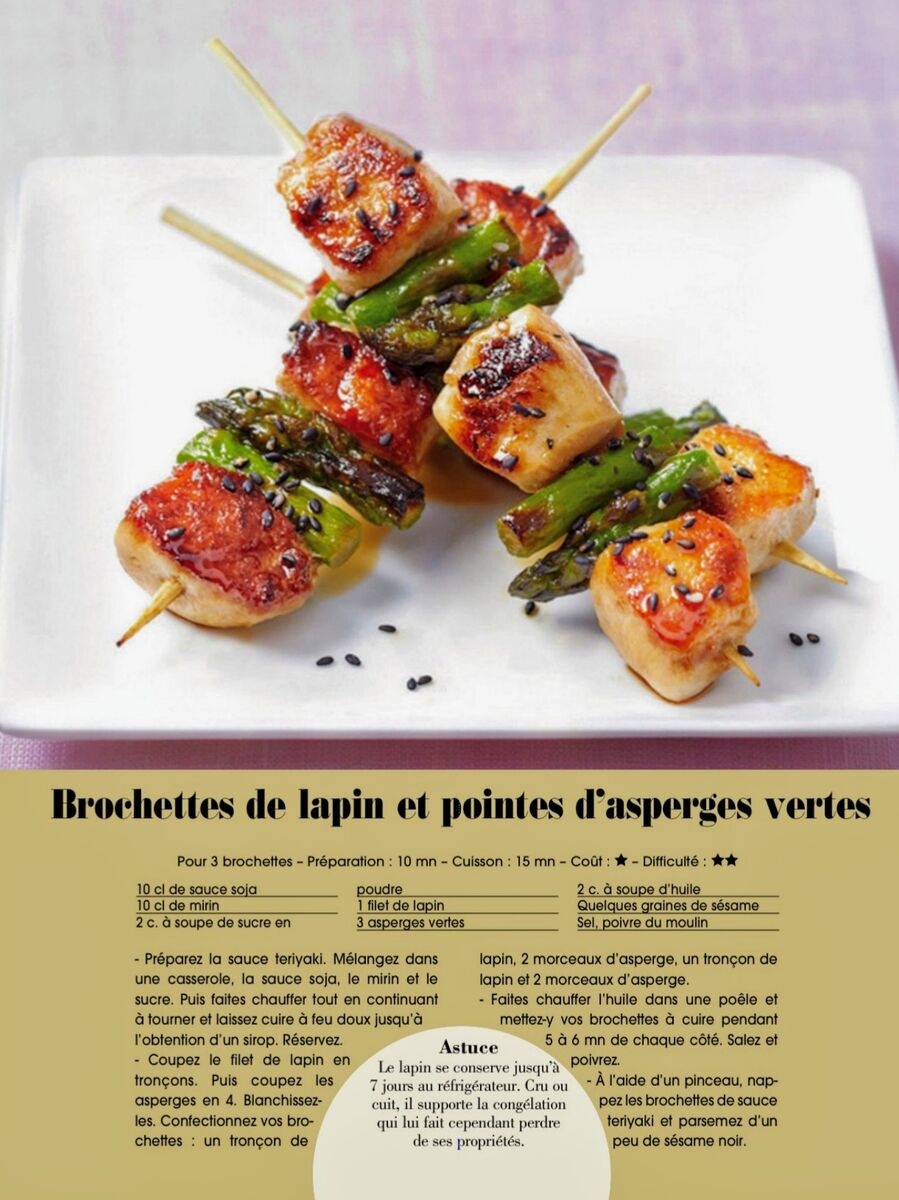 Brochettes de lapin et pointes d'asperges vertes
Pour 3 brochettes – Préparation : 10 mn – Cuisson : 15 mn – Coût : ★ – Difficulté : ★★
10 cl de sauce soja
10 cl de mirin
2 c. à soupe de sucre en
poudre
1 filet de lapin
3 asperges vertes
2 c. à soupe d'huile
Quelques graines de sésame
Sel, poivre du moulin
- Préparez la sauce teriyaki. Mélangez dans
une casserole, la sauce soja, le mirin et le
sucre. Puis faites chauffer tout en continuant
à tourner et laissez cuire à feu doux jusqu'à
l'obtention d'un sirop. Réservez.
- Coupez le filet de lapin en
tronçons. Puis coupez les
asperges en 4. Blanchissez-
les. Confectionnez vos bro-
chettes : un tronçon de
lapin, 2 morceaux d'asperge, un tronçon de
lapin et 2 morceaux d'asperge.
- Faites chauffer l'huile dans une poêle et
mettez-y vos brochettes à cuire pendant
5 à 6 mn de chaque côté. Salez et
poivrez.
- À l'aide d'un pinceau, nap-
pez les brochettes de sauce
teriyaki et parsemez d'un
peu de sésame noir.
Astuce
Le lapin se conserve jusqu'à
7 jours au réfrigérateur. Cru ou
cuit, il supporte la congélation
qui lui fait cependant perdre
de ses propriétés.